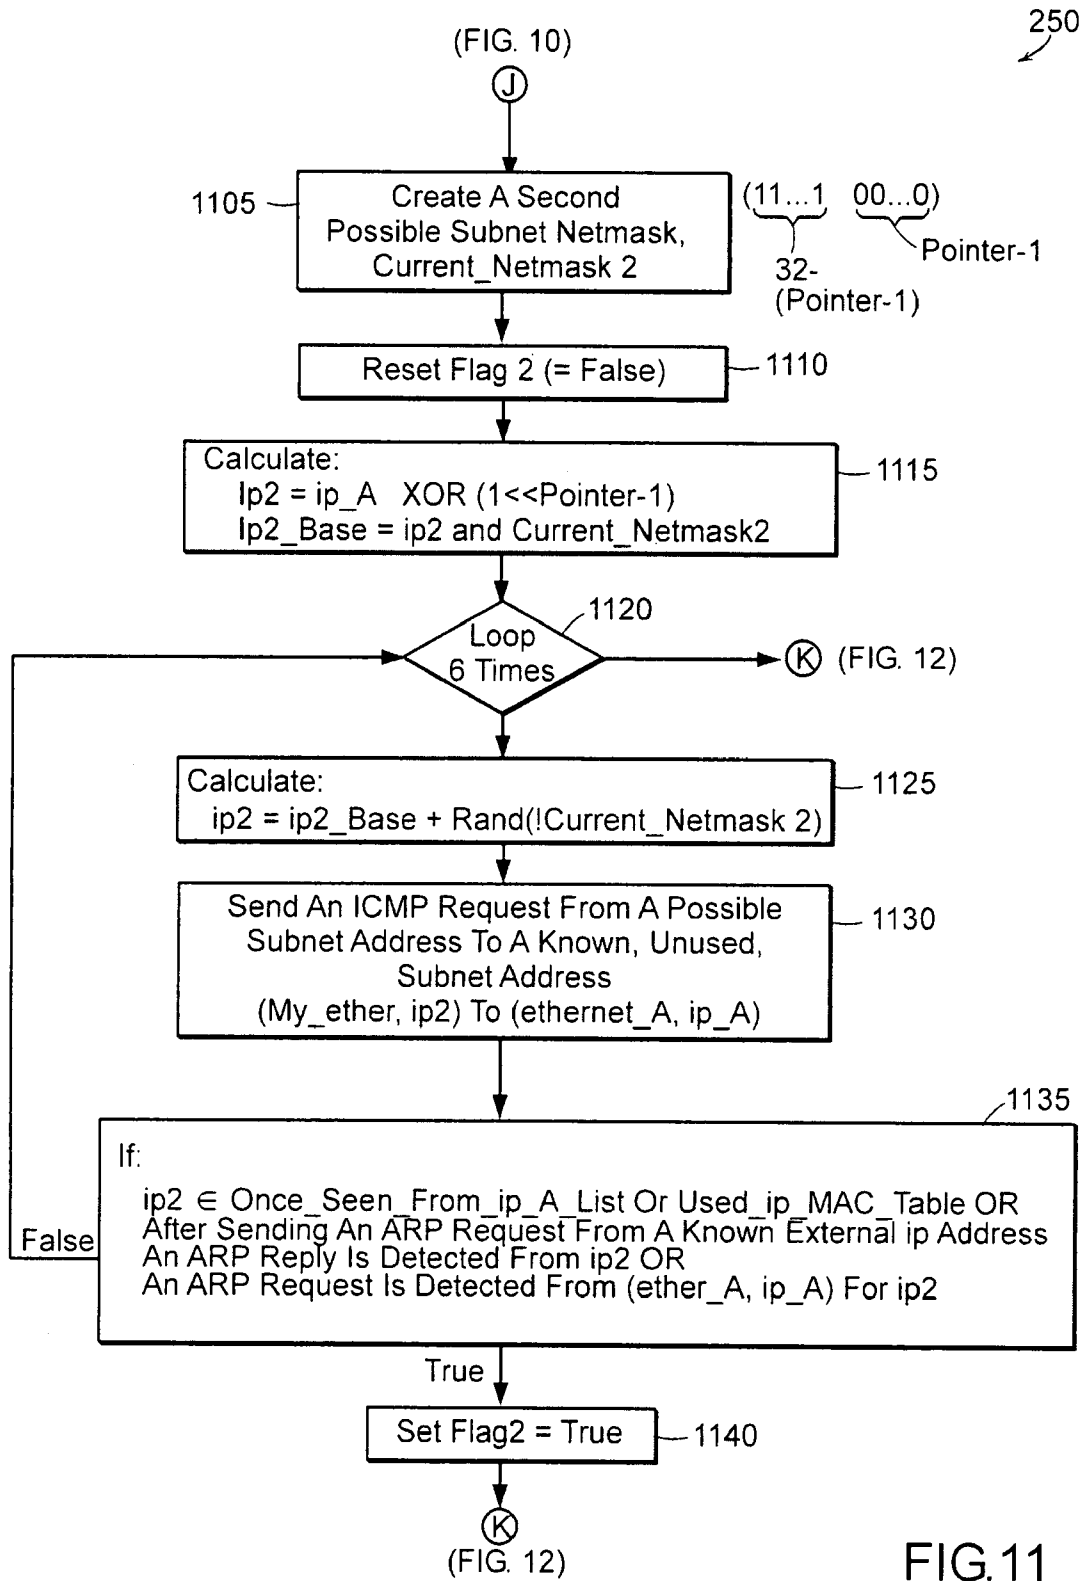 250
(FIG. 10)
J
1105
Create A Second
Possible Subnet Netmask,
Current_Netmask 2
(11...1 00...0)
Pointer-1
32-
(Pointer-1)
Reset Flag 2 (= False)
1110
Calculate:
Ip2 = ip_A XOR (1<<Pointer-1)
Ip2_Base = ip2 and Current_Netmask2
1115
Loop
6 Times
1120
K (FIG. 12)
Calculate:
ip2 = ip2_Base + Rand(!Current_Netmask 2)
1125
Send An ICMP Request From A Possible
Subnet Address To A Known, Unused,
Subnet Address
(My_ether, ip2) To (ethernet_A, ip_A)
1130
1135
If:
ip2 ∈ Once_Seen_From_ip_A_List Or Used_ip_MAC_Table OR
After Sending An ARP Request From A Known External ip Address
An ARP Reply Is Detected From ip2 OR
An ARP Request Is Detected From (ether_A, ip_A) For ip2
False
True
Set Flag2 = True
1140
K
(FIG. 12)
FIG.11